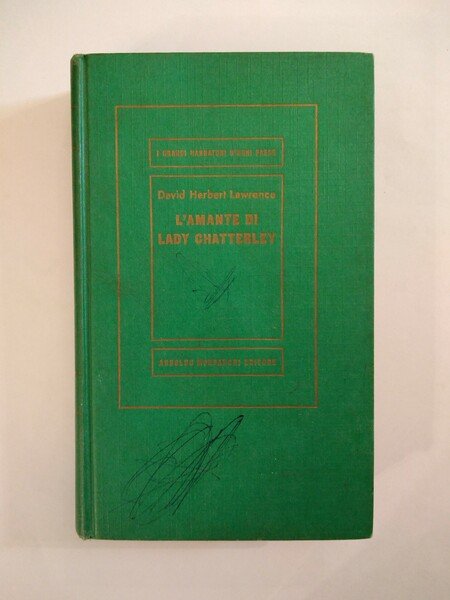 I GRANDI NARRATORI D'OGNI PAESE
David Herbert Lawrence
L'AMANTE DI
LADY CHATTERLEY
ARNOLDO MONDADORI EDITORE